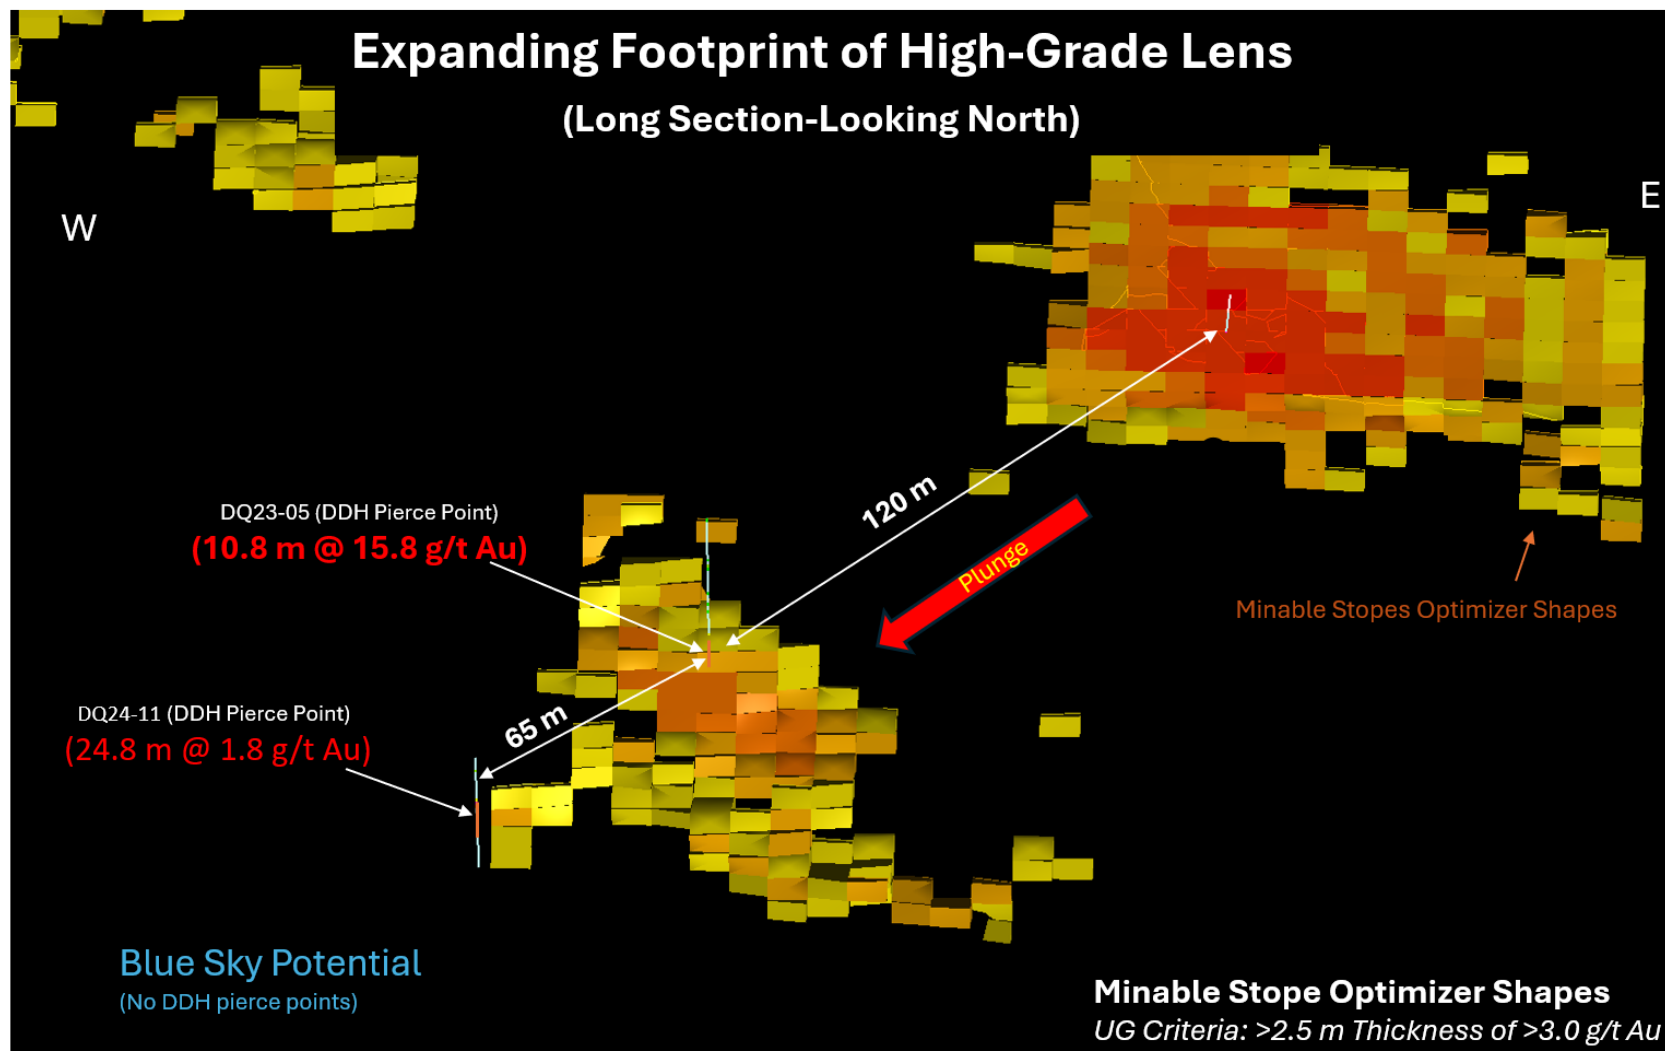 Expanding Footprint of High-Grade Lens
(Long Section-Looking North)
W
E
120 m
Plunge
DQ23-05 (DDH Pierce Point)
(10.8 m @ 15.8 g/t Au)
Minable Stopes Optimizer Shapes
65 m
DQ24-11 (DDH Pierce Point)
(24.8 m @ 1.8 g/t Au)
Blue Sky Potential
(No DDH pierce points)
Minable Stope Optimizer Shapes
UG Criteria: >2.5 m Thickness of >3.0 g/t Au